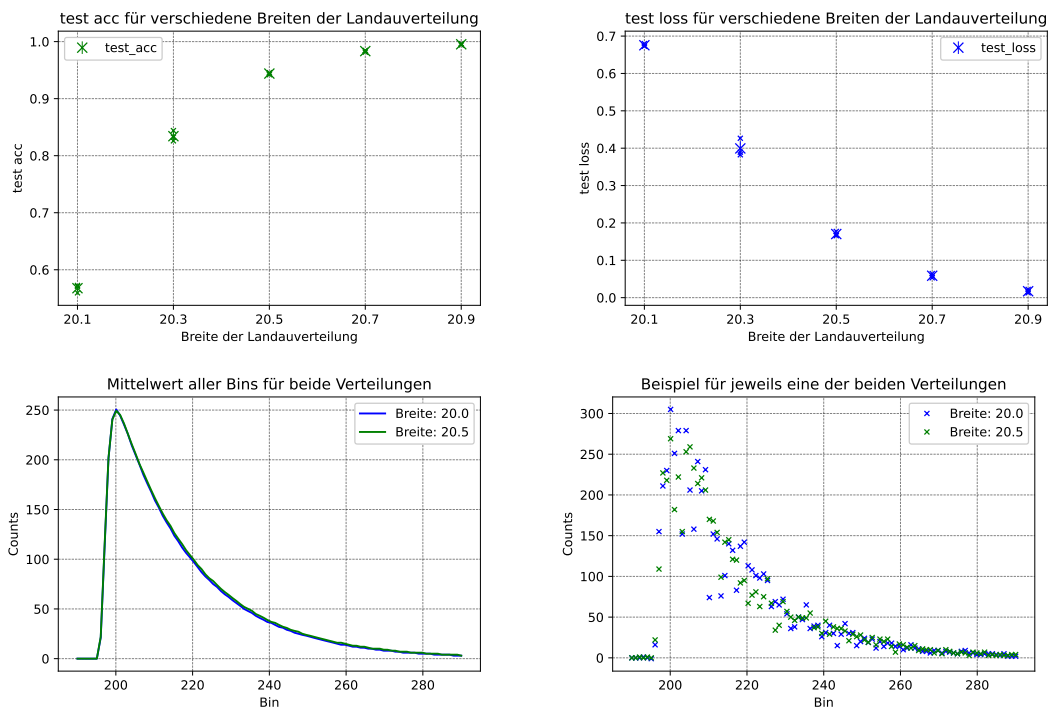 test acc für verschiedene Breiten der Landauverteilung
test acc
1.0
0.9
0.8
0.7
0.6
test_acc
20.1 20.3 20.5 20.7 20.9
Breite der Landauverteilung
test loss für verschiedene Breiten der Landauverteilung
test loss
0.7
0.6
0.5
0.4
0.3
0.2
0.1
0.0
test_loss
20.1 20.3 20.5 20.7 20.9
Breite der Landauverteilung
Mittelwert aller Bins für beide Verteilungen
Counts
250
200
150
100
50
0
Breite: 20.0
Breite: 20.5
200 220 240 260 280
Bin
Beispiel für jeweils eine der beiden Verteilungen
Counts
300
250
200
150
100
50
0
Breite: 20.0
Breite: 20.5
200 220 240 260 280
Bin